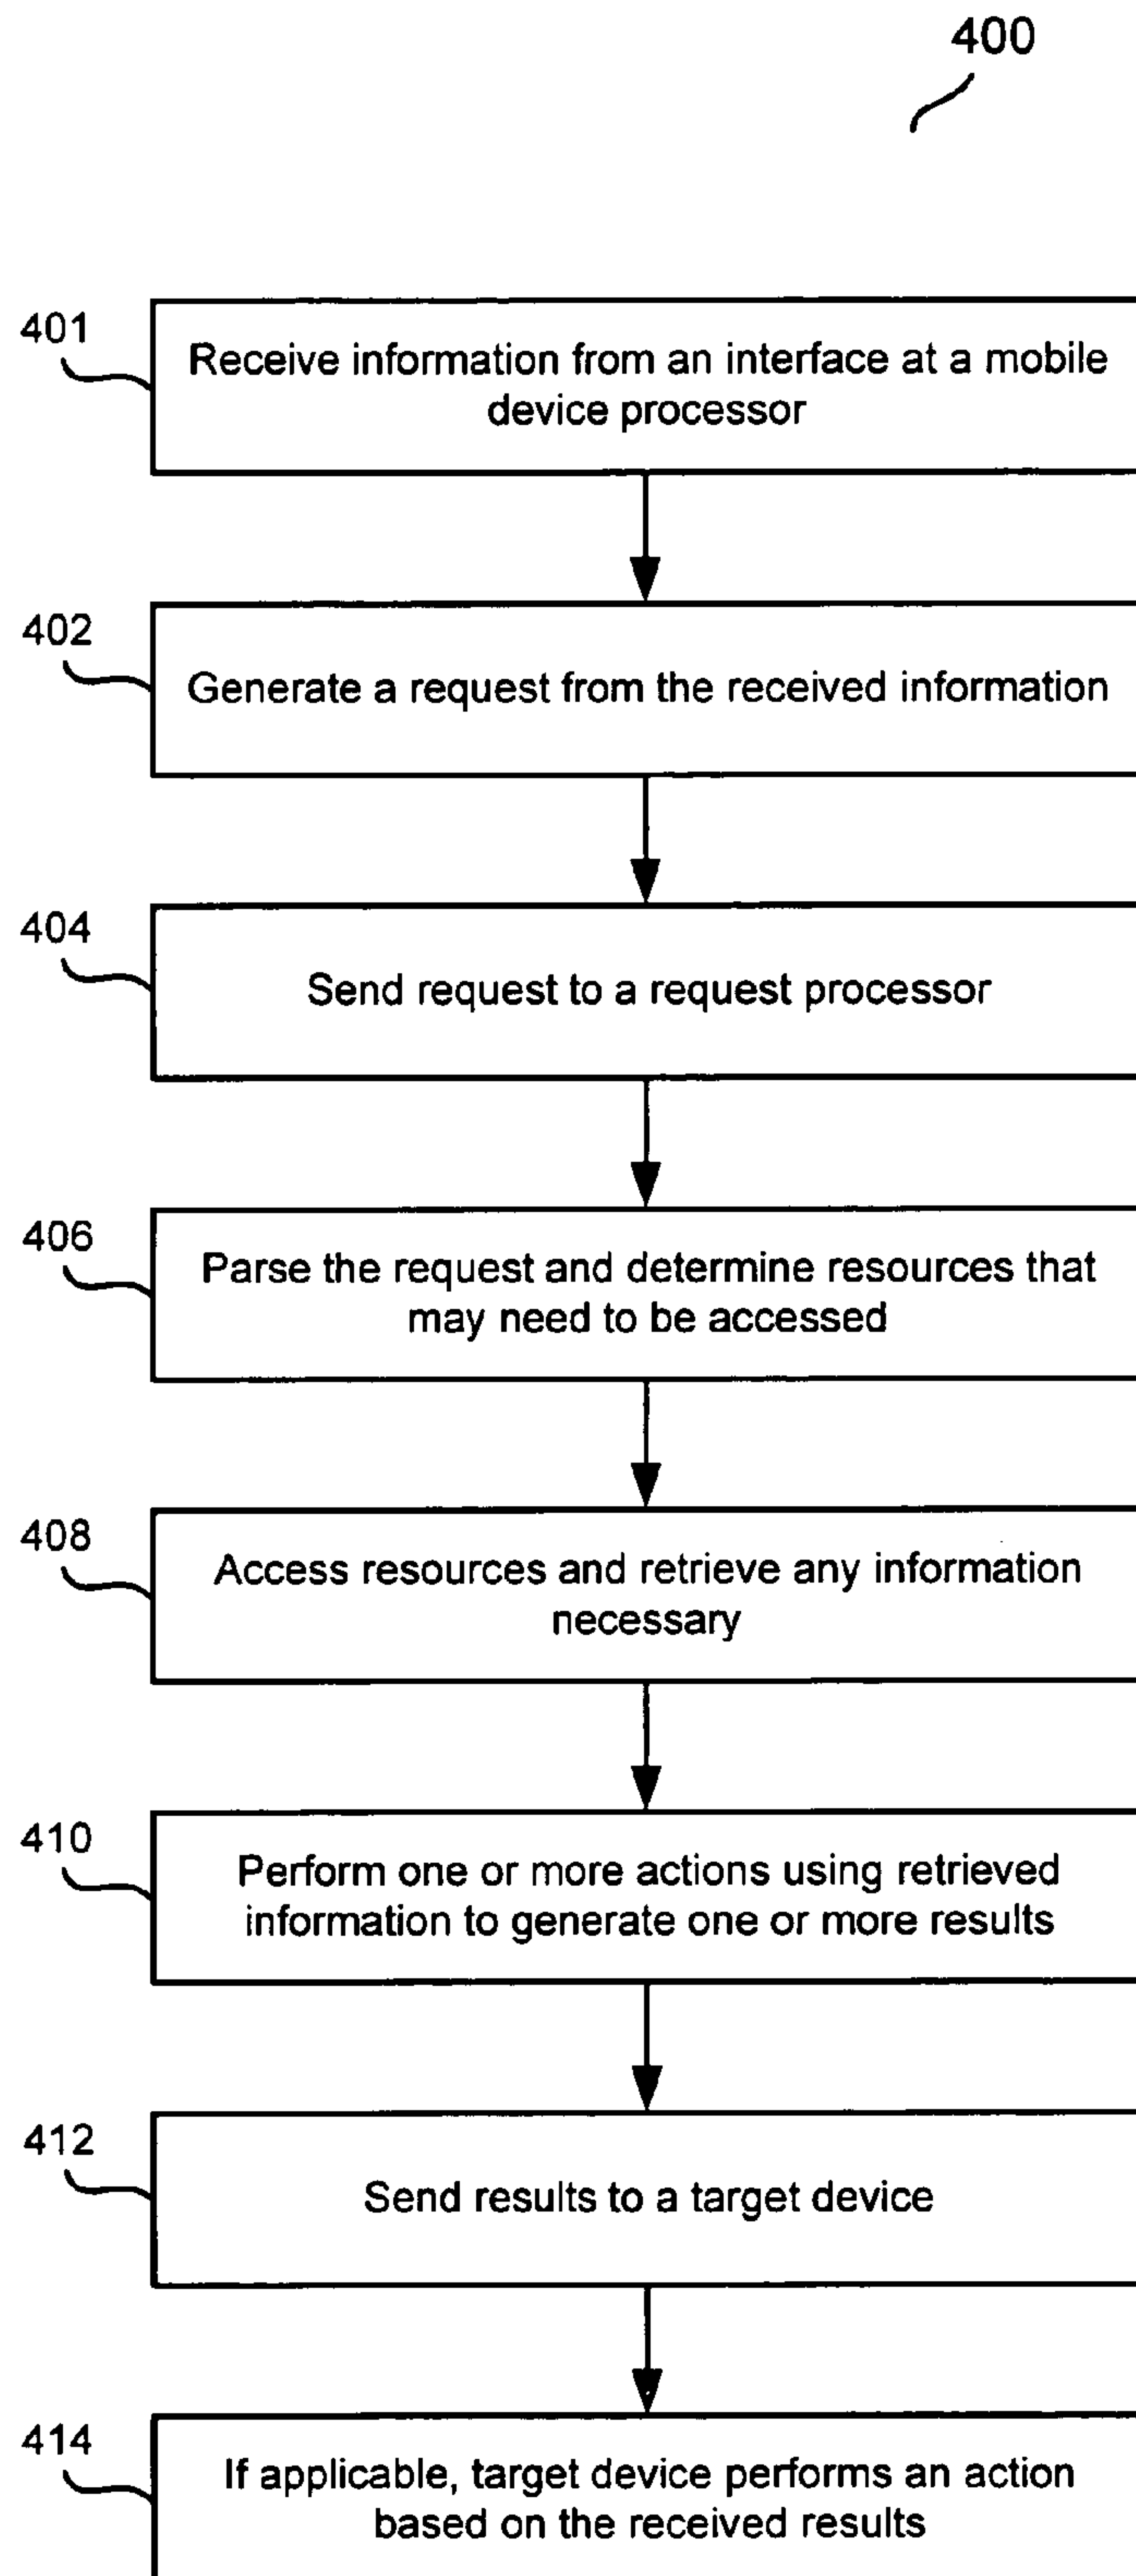 400
401
Receive information from an interface at a mobile
device processor
402
Generate a request from the received information
404
Send request to a request processor
406
Parse the request and determine resources that
may need to be accessed
408
Access resources and retrieve any information
necessary
410
Perform one or more actions using retrieved
information to generate one or more results
412
Send results to a target device
414
If applicable, target device performs an action
based on the received results